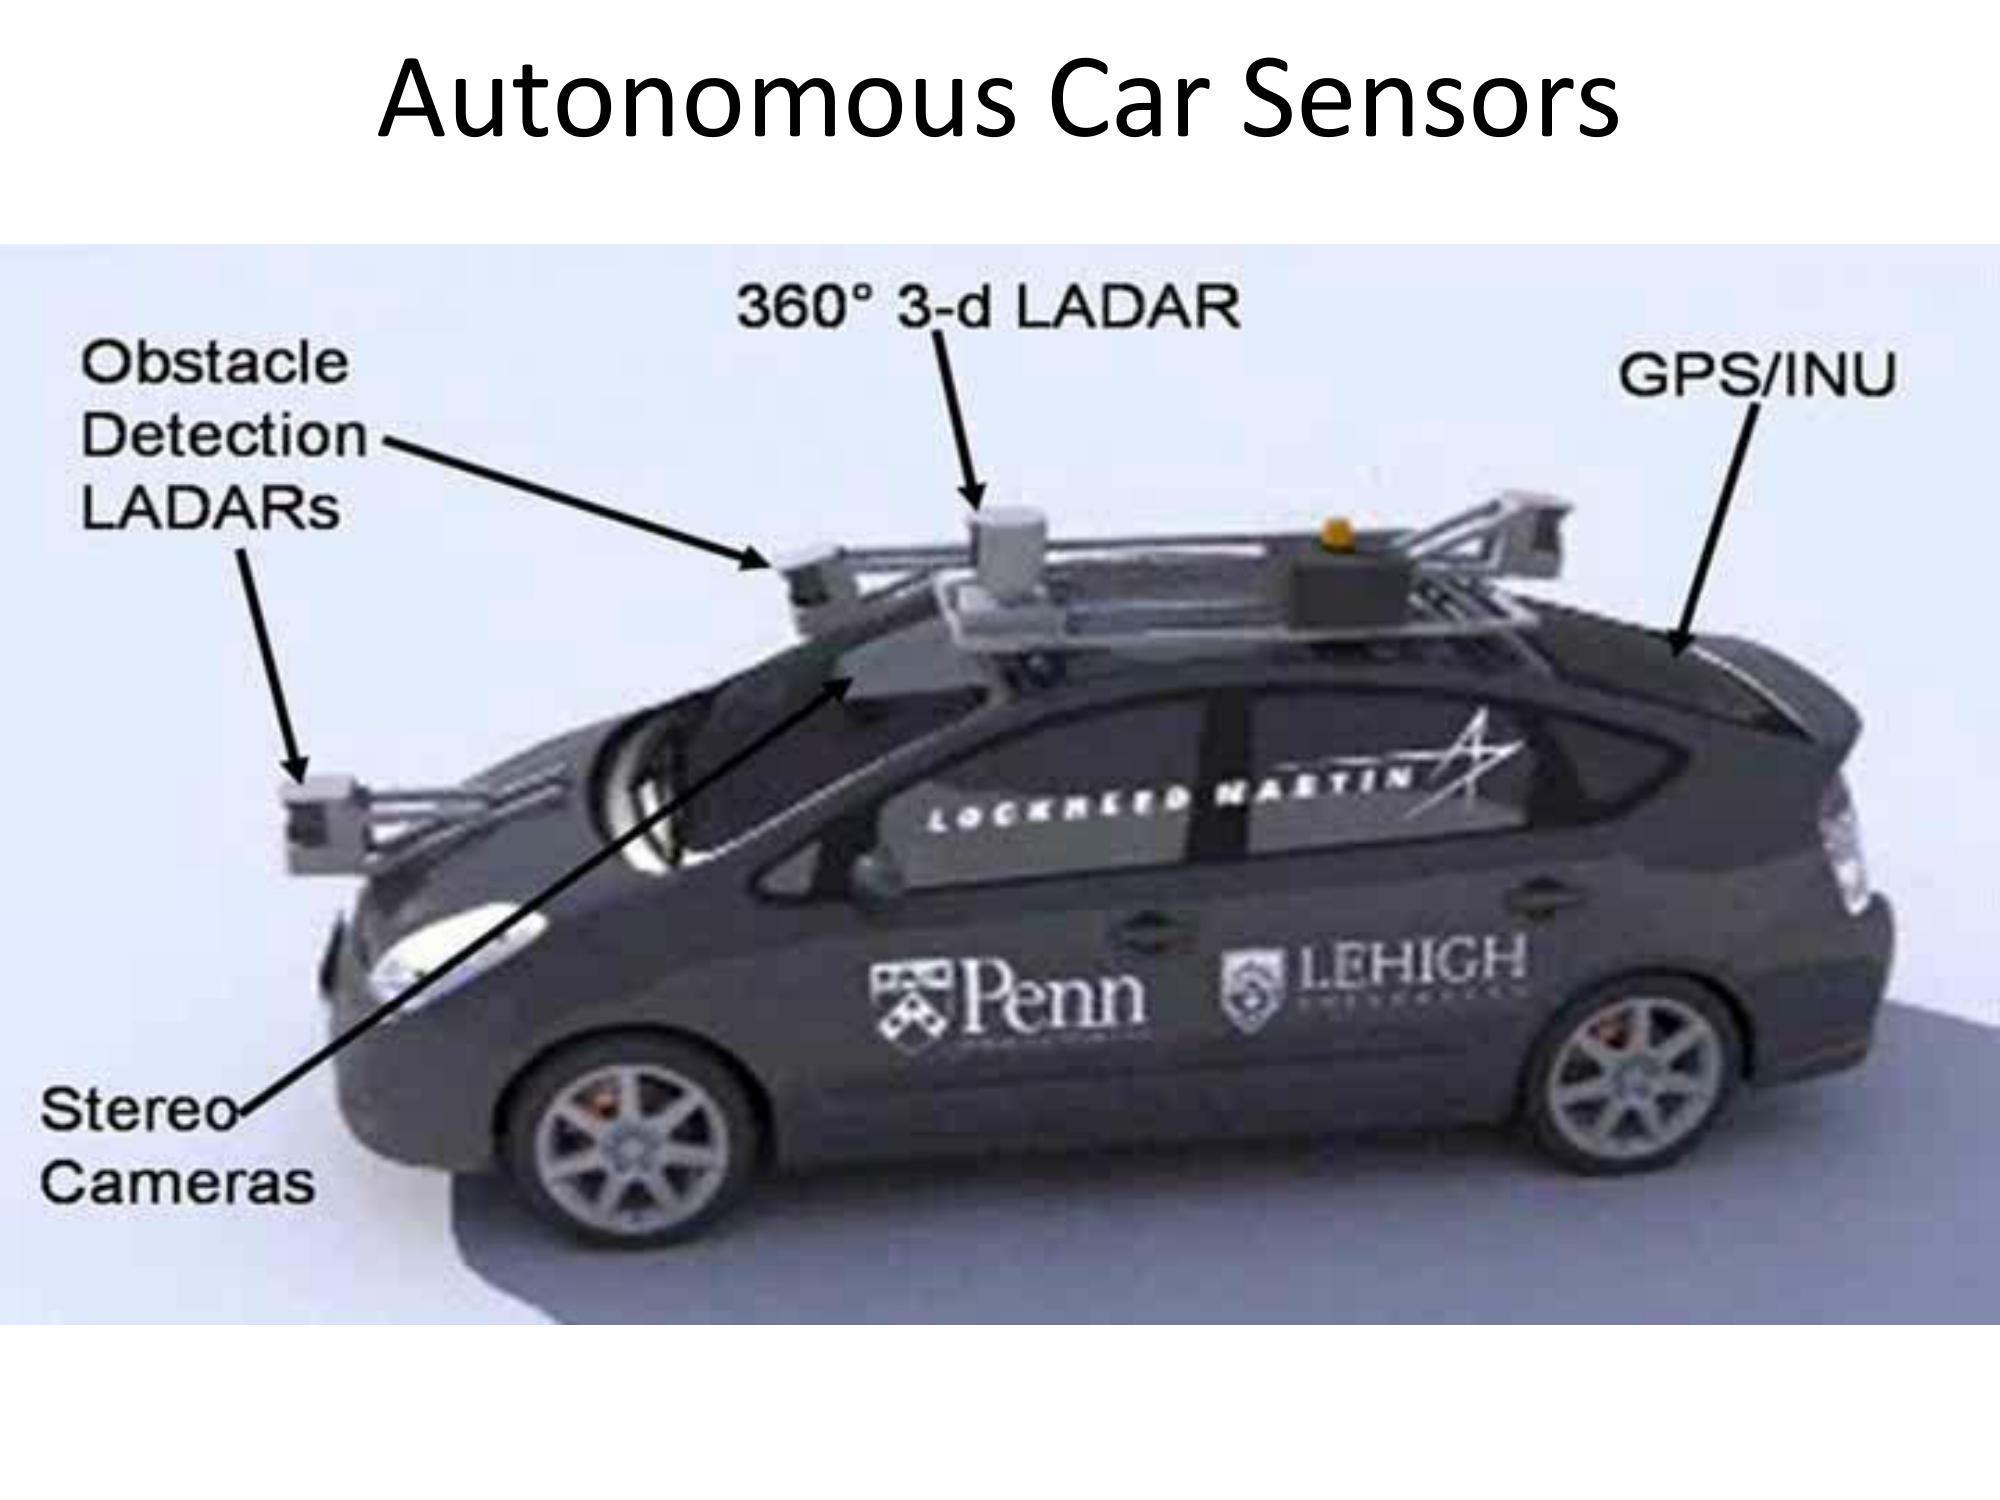 Autonomous Car Sensors
360° 3-d LADAR
Obstacle
Detection
LADARs
GPS/INU
LOCKHEED MARTIN
Penn
LEHIGH
Stereo
Cameras